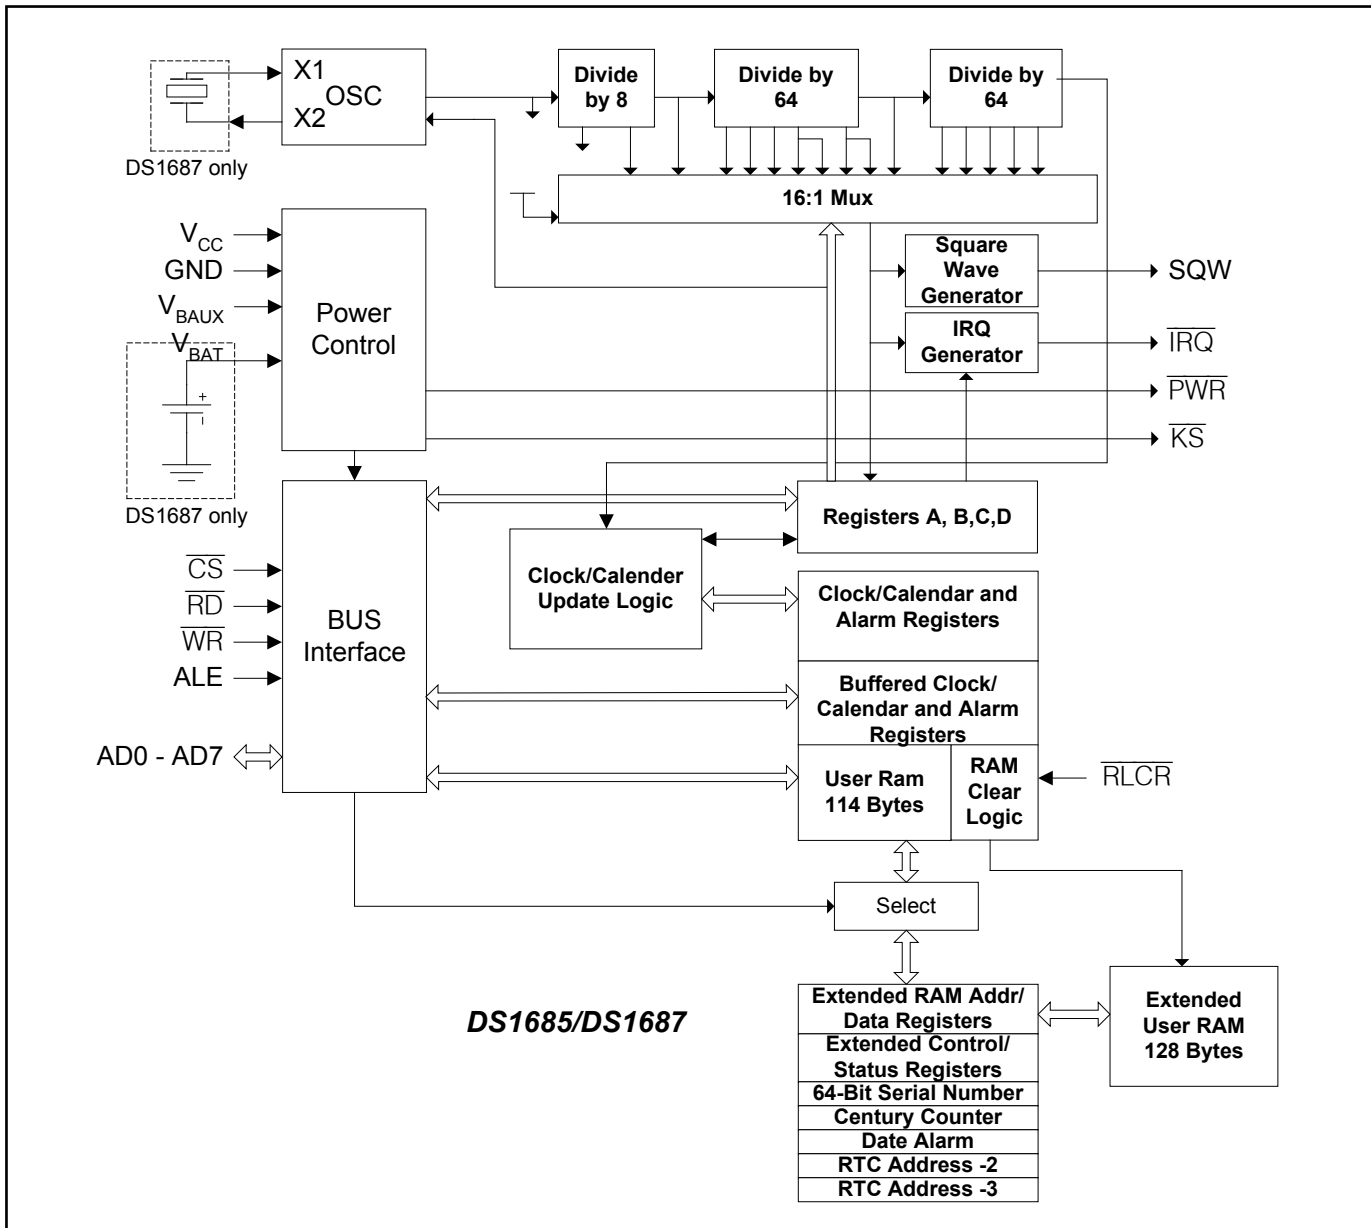 X1
OSC
X2
DS1687 only
Divide
by 8
Divide by
64
Divide by
64
16:1 Mux
VCC
GND
VBAUX
VBAT
+
-
DS1687 only
Power
Control
Square
Wave
Generator
SQW
IRQ
Generator
IRQ
PWR
KS
Registers A, B,C,D
Clock/Calender
Update Logic
Clock/Calendar and
Alarm Registers
CS
RD
WR
ALE
BUS
Interface
AD0 - AD7
Buffered Clock/
Calendar and Alarm
Registers
User Ram
114 Bytes
RAM
Clear
Logic
RLCR
Select
DS1685/DS1687
Extended RAM Addr/
Data Registers
Extended Control/
Status Registers
64-Bit Serial Number
Century Counter
Date Alarm
RTC Address -2
RTC Address -3
Extended
User RAM
128 Bytes